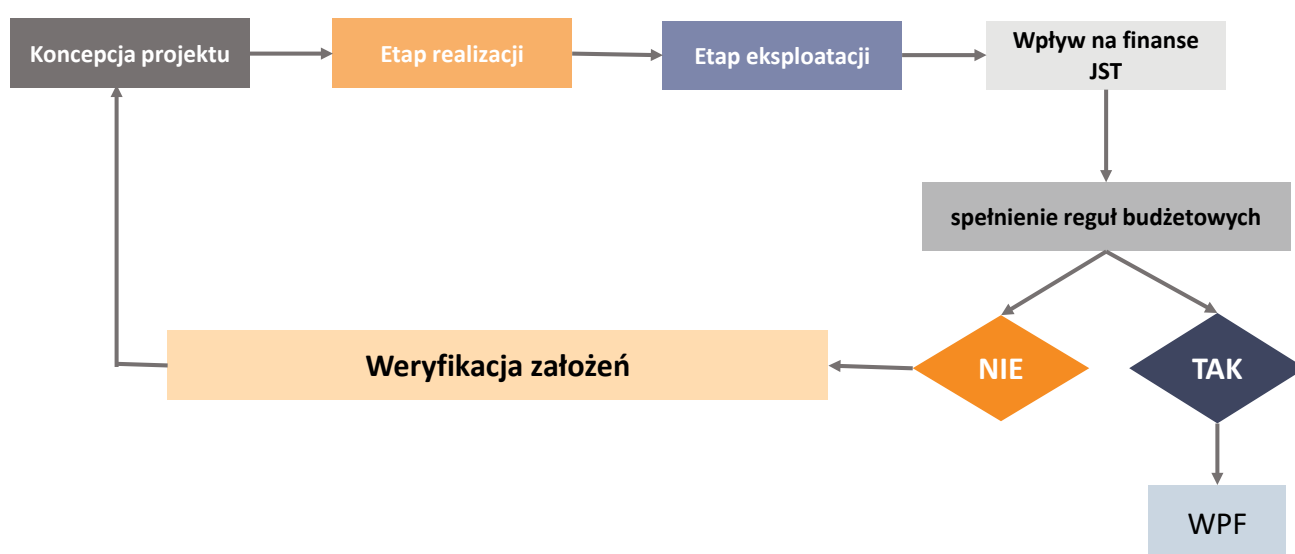 Koncepcja projektu
Etap realizacji
Etap eksploatacji
Wpływ na finanse
JST
spełnienie reguł budżetowych
Weryfikacja założeń
NIE
TAK
WPF